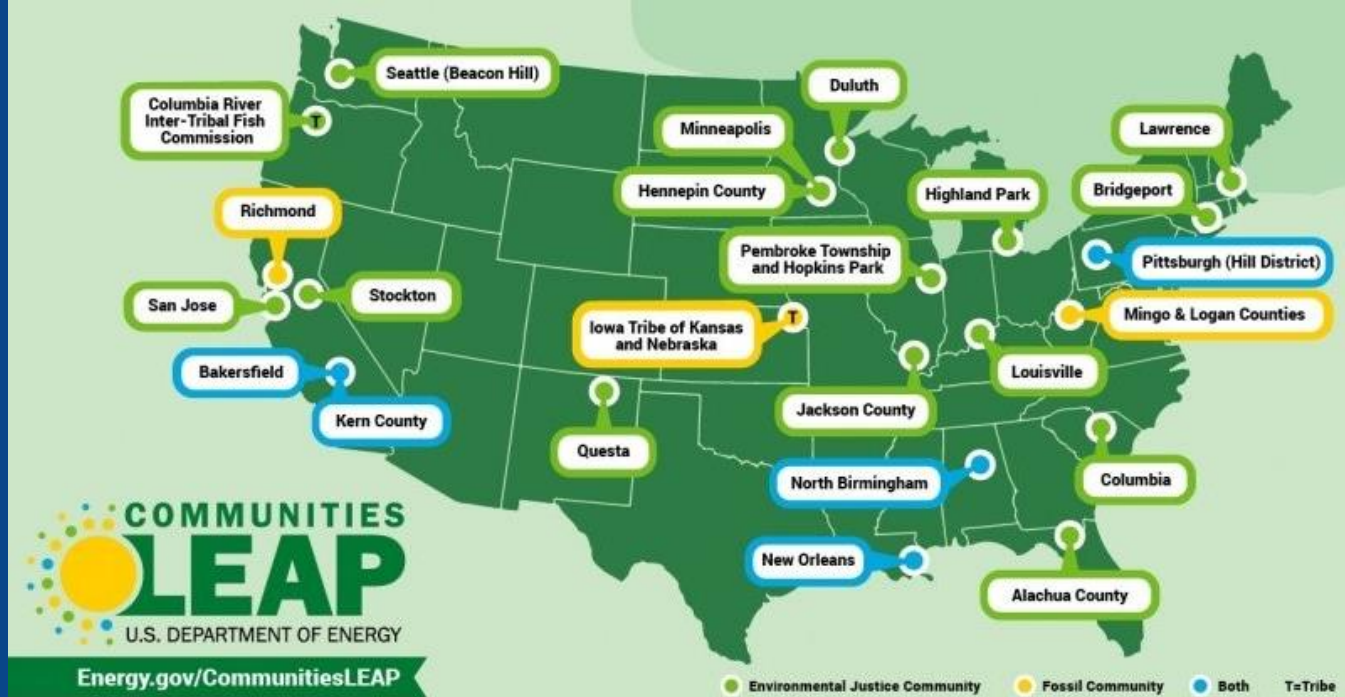 Seattle (Beacon Hill)
Columbia River
Inter-Tribal Fish
Commission
T
Duluth
Minneapolis
Hennepin County
Lawrence
Highland Park
Bridgeport
Richmond
Pembroke Township
and Hopkins Park
Pittsburgh (Hill District)
San Jose
Stockton
T
Iowa Tribe of Kansas
and Nebraska
Mingo & Logan Counties
Bakersfield
Louisville
Kern County
Jackson County
Questa
North Birmingham
Columbia
New Orleans
Alachua County
COMMUNITIES
LEAP
U.S. DEPARTMENT OF ENERGY
Energy.gov/CommunitiesLEAP
Environmental Justice Community
Fossil Community
Both
T=Tribe